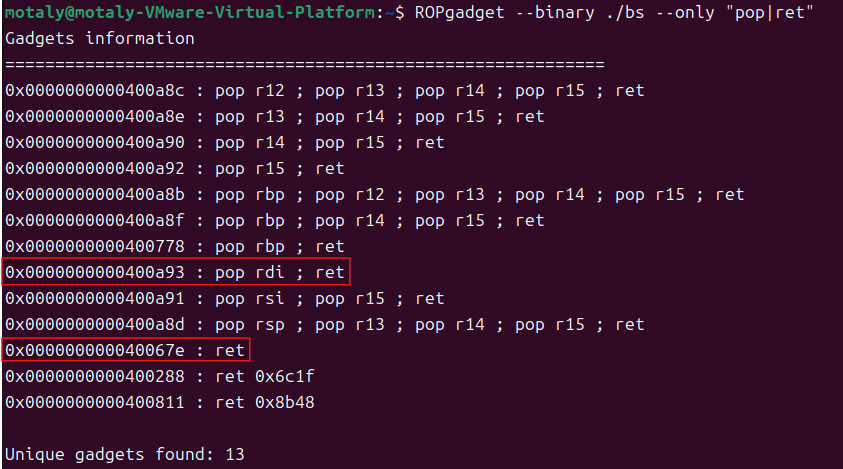 motaly@motaly-VMware-Virtual-Platform:~$ ROPgadget --binary ./bs --only "pop|ret"
Gadgets information
============================================================
0x0000000000400a8c : pop r12 ; pop r13 ; pop r14 ; pop r15 ; ret
0x0000000000400a8e : pop r13 ; pop r14 ; pop r15 ; ret
0x0000000000400a90 : pop r14 ; pop r15 ; ret
0x0000000000400a92 : pop r15 ; ret
0x0000000000400a8b : pop rbp ; pop r12 ; pop r13 ; pop r14 ; pop r15 ; ret
0x0000000000400a8f : pop rbp ; pop r14 ; pop r15 ; ret
0x0000000000400778 : pop rbp ; ret
0x0000000000400a93 : pop rdi ; ret
0x0000000000400a91 : pop rsi ; pop r15 ; ret
0x0000000000400a8d : pop rsp ; pop r13 ; pop r14 ; pop r15 ; ret
0x000000000040067e : ret
0x0000000000400288 : ret 0x6c1f
0x0000000000400811 : ret 0x8b48
Unique gadgets found: 13